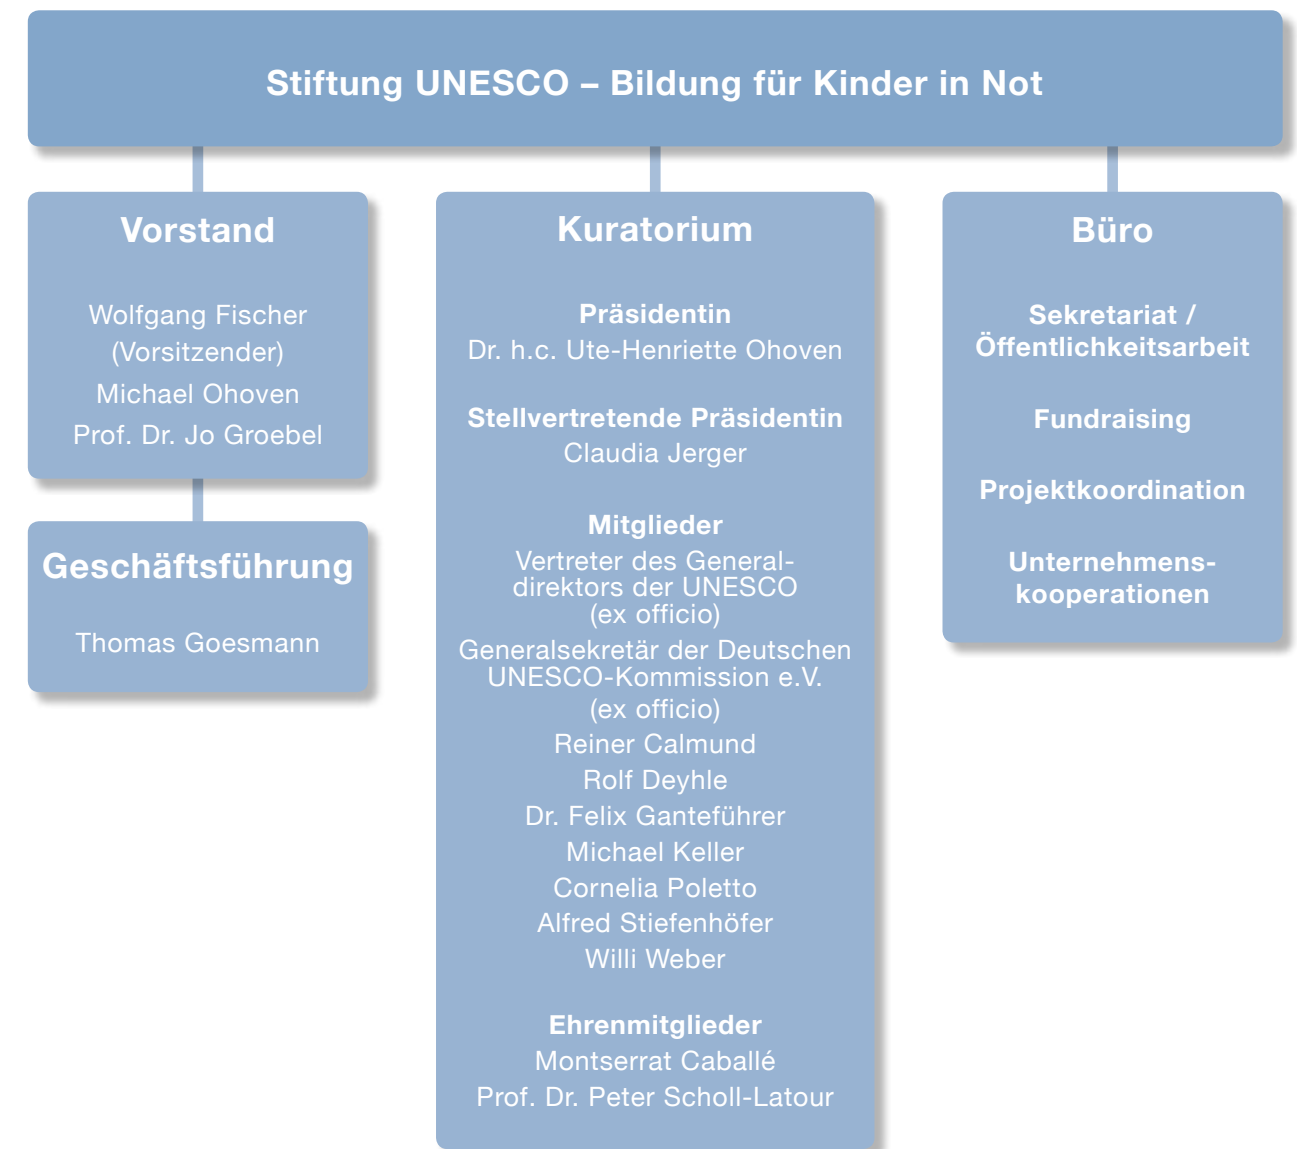 Stiftung UNESCO – Bildung für Kinder in Not
Vorstand
Wolfgang Fischer
(Vorsitzender)
Michael Ohoven
Prof. Dr. Jo Groebel
Geschäftsführung
Thomas Goesmann
Kuratorium
Präsidentin
Dr. h.c. Ute-Henriette Ohoven
Stellvertretende Präsidentin
Claudia Jerger
Mitglieder
Vertreter des General-
direktors der UNESCO
(ex officio)
Generalsekretär der Deutschen
UNESCO-Kommission e.V.
(ex officio)
Reiner Calmund
Rolf Deyhle
Dr. Felix Ganteführer
Michael Keller
Cornelia Poletto
Alfred Stiefenhöfer
Willi Weber
Ehrenmitglieder
Montserrat Caballé
Prof. Dr. Peter Scholl-Latour
Büro
Sekretariat /
Öffentlichkeitsarbeit
Fundraising
Projektkoordination
Unternehmens-
kooperationen